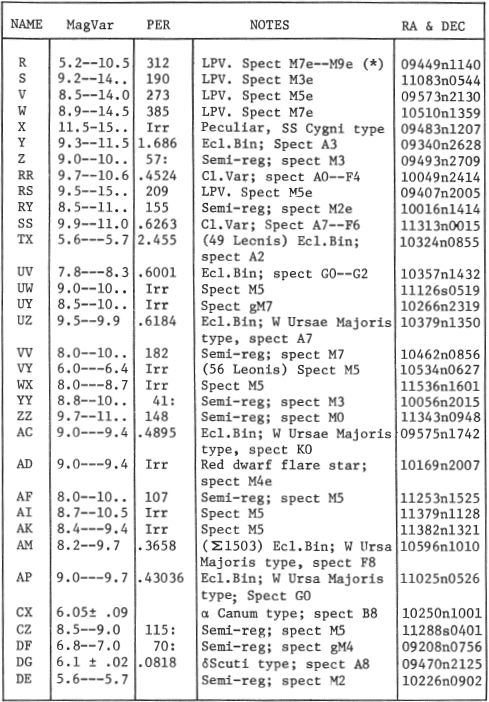 NAME MagVar PER NOTES RA & DEC
R 5.2--10.5 312 LPV. Spect M7e--M9e (*) 09449n1140
S 9.2--14.. 190 LPV. Spect M3e 11083n0544
V 8.5--14.0 273 LPV. Spect M5e 09573n2130
W 8.9--14.5 385 LPV. Spect M7e 10510n1359
X 11.5-15.. Irr Peculiar, SS Cygni type 09483n1207
Y 9.3--11.5 1.686 Ecl.Bin; Spect A3 09340n2628
Z 9.0--10.. 57: Semi-reg; spect M3 09493n2709
RR 9.7--10.6 .4524 Cl.Var; spect A0--F4 10049n2414
RS 9.5--15.. 209 LPV. Spect M5e 09407n2005
RY 8.5--11.. 155 Semi-reg; spect M2e 10016n1414
SS 9.9--11.0 .6263 Cl.Var; Spect A7--F6 11313n0015
TX 5.6---5.7 2.455 (49 Leonis) Ecl.Bin; 10324n0855
spect A2
UV 7.8---8.3 .6001 Ecl.Bin; spect G0--G2 10357n1432
UW 9.0--10.. Irr Spect M5 11126s0519
UY 8.5--10.. Irr Spect gM7 10266n2319
UZ 9.5--9.9 .6184 Ecl.Bin; W Ursae Majoris 10379n1350
type, spect A7
VV 8.0--10.. 182 Semi-reg; spect M7 10462n0856
VY 6.0---6.4 Irr (56 Leonis) Spect M5 10534n0627
WX 8.0---8.7 Irr Spect M5 11536n1601
YY 8.8--10.. 41: Semi-reg; spect M3 10056n2015
ZZ 9.7--11.. 148 Semi-reg; spect M0 11343n0948
AC 9.0---9.4 .4895 Ecl.Bin; W Ursae Majoris 09575n1742
type, spect K0
AD 9.0---9.4 Irr Red dwarf flare star; 10169n2007
spect M4e
AF 8.0--10.. 107 Semi-reg; spect M5 11253n1525
AI 8.7--10.5 Irr Spect M5 11379n1128
AK 8.4---9.4 Irr Spect M5 11382n1321
AM 8.2--9.7 .3658 (Σ1503) Ecl.Bin; W Ursa 10596n1010
Majoris type, spect F8
AP 9.0---9.7 .43036 Ecl.Bin; W Ursa Majoris 11025n0526
type; Spect G0
CX 6.05± .09 α Canum type; spect B8 10250n1001
CZ 8.5--9.0 115: Semi-reg; spect M5 11288s0401
DF 6.8--7.0 70: Semi-reg; spect gM4 09208n0756
DG 6.1 ± .02 .0818 δScuti type; spect A8 09470n2125
DE 5.6---5.7 Semi-reg; spect M2 10226n0902